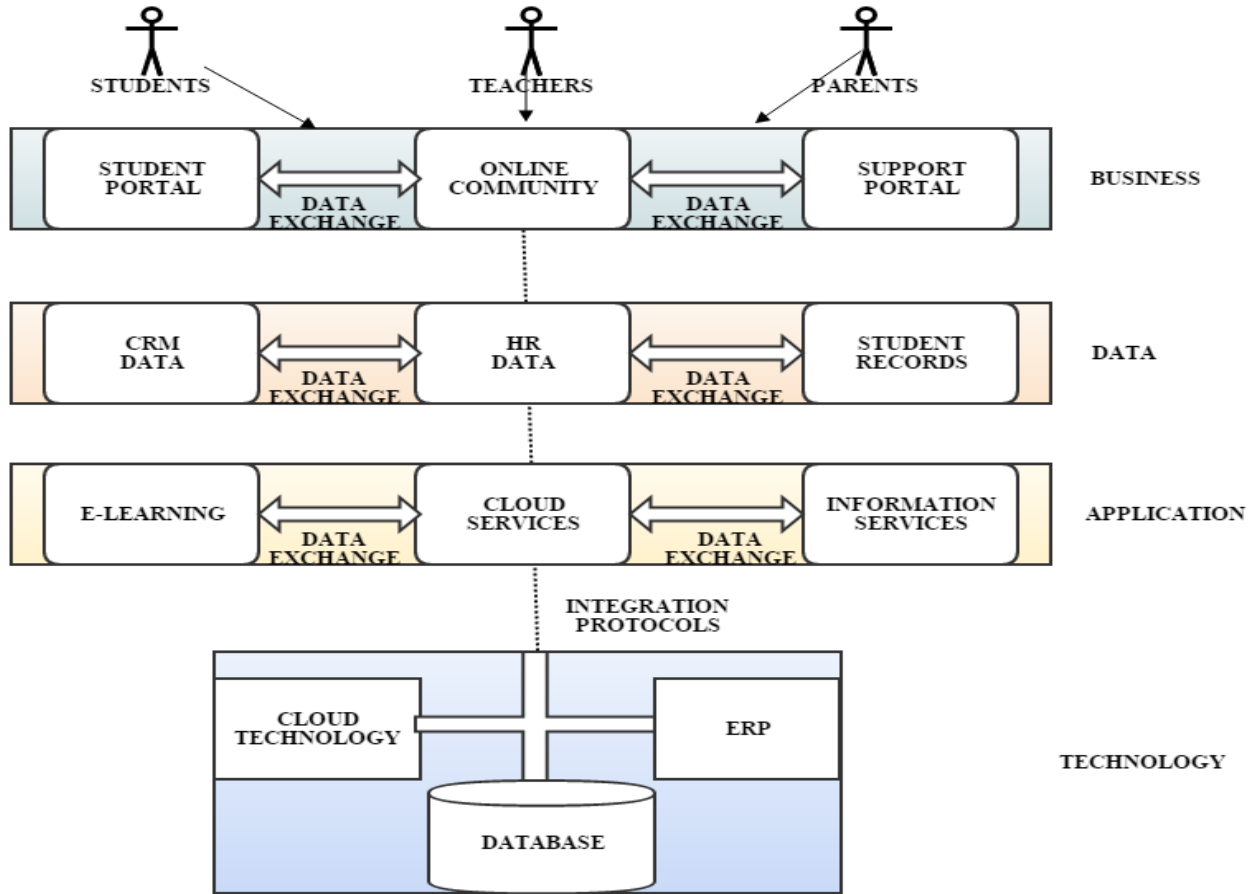 STUDENTS
TEACHERS
PARENTS
STUDENT
PORTAL
DATA
EXCHANGE
ONLINE
COMMUNITY
DATA
EXCHANGE
SUPPORT
PORTAL
BUSINESS
CRM
DATA
DATA
EXCHANGE
HR
DATA
DATA
EXCHANGE
STUDENT
RECORDS
DATA
E-LEARNING
DATA
EXCHANGE
CLOUD
SERVICES
DATA
EXCHANGE
INFORMATION
SERVICES
APPLICATION
INTEGRATION
PROTOCOLS
CLOUD
TECHNOLOGY
ERP
TECHNOLOGY
DATABASE